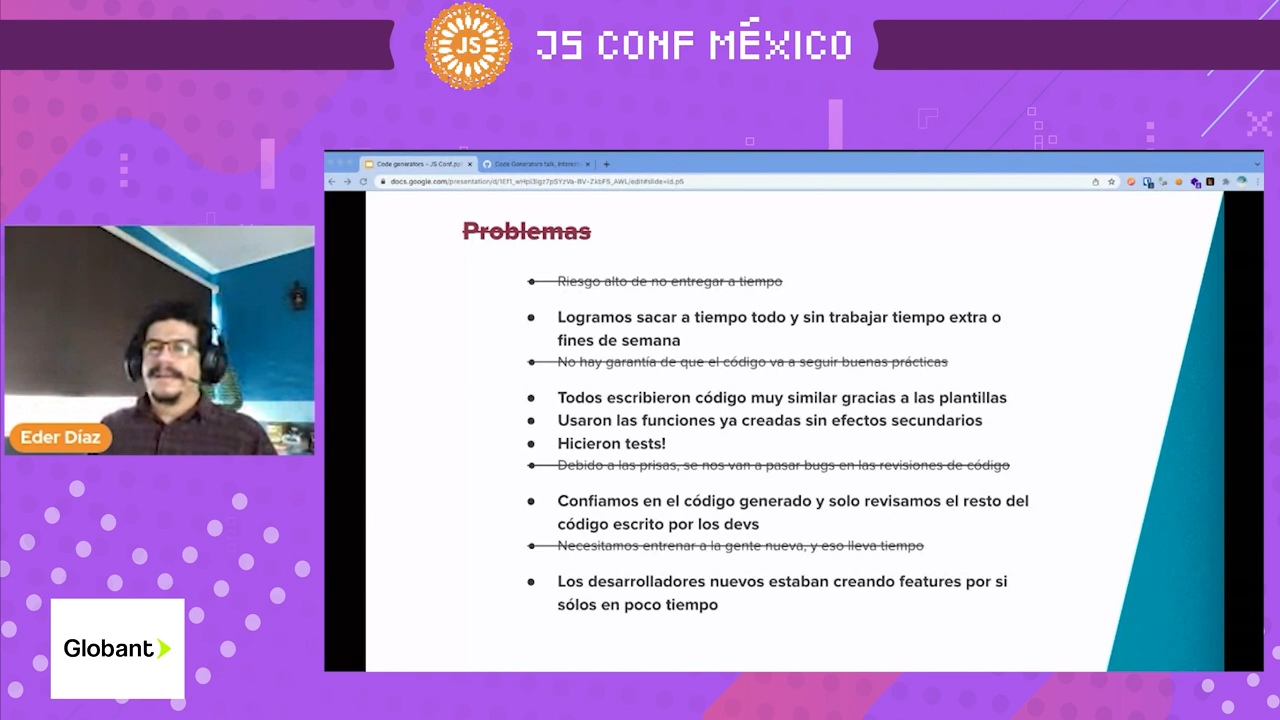 JS
JS CONF MÉXICO
Code generators - JS Conf.pp
Code Generators talk, interes
Problemas
Riesgo alto de no entregar a tiempo
Logramos sacar a tiempo todo y sin trabajar tiempo extra o
fines de semana
No hay garantía de que el código va a seguir buenas prácticas
Todos escribieron código muy similar gracias a las plantillas
Usaron las funciones ya creadas sin efectos secundarios
Hicieron tests!
Debido a las prisas, se nos van a pasar bugs en las revisiones de código
Confiamos en el código generado y solo revisamos el resto del
código escrito por los devs
Necesitamos entrenar a la gente nueva, y eso lleva tiempo
Los desarrolladores nuevos estaban creando features por si
sólos en poco tiempo
Eder Díaz
Globant